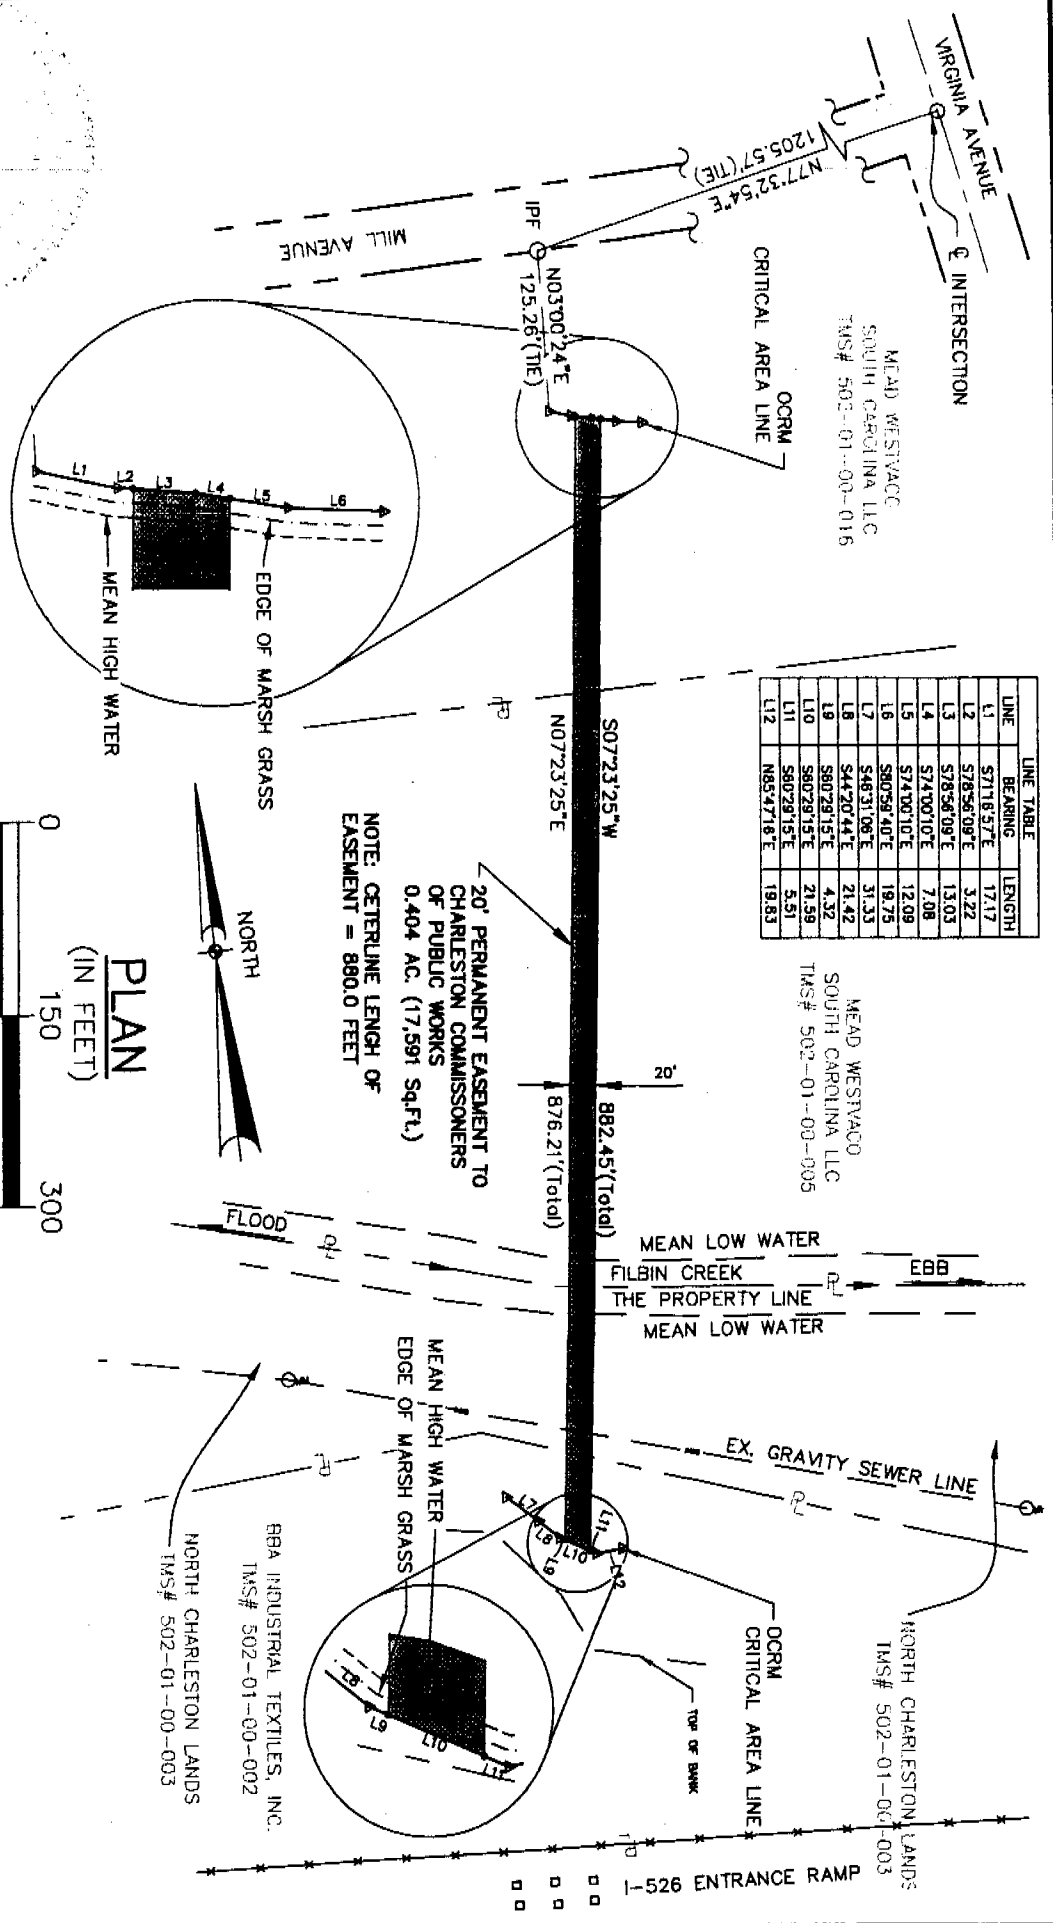 VIRGINIA AVENUE
℄ INTERSECTION
N77°32'54"E
1205.57'(TIE)
MILL AVENUE
IPF
N03°00'24"E
125.26'(TIE)
OCRM
CRITICAL AREA LINE
MEAD WESTVACO
SOUTH CAROLINA LLC
TMS# 502-01-00-016
L1
L2
L3
L4
L5
L6
EDGE OF MARSH GRASS
MEAN HIGH WATER
LINE TABLE
LINE BEARING LENGTH
L1 S71°16'57"E 17.17
L2 S78°56'09"E 3.22
L3 S78°56'09"E 13.03
L4 S74°00'10"E 7.08
L5 S74°00'10"E 12.09
L6 S80°59'40"E 19.75
L7 S46°31'06"E 31.33
L8 S44°20'44"E 21.42
L9 S60°29'15"E 4.32
L10 S60°29'15"E 21.59
L11 S60°29'15"E 5.51
L12 N85°47'16"E 19.83
MEAD WESTVACO
SOUTH CAROLINA LLC
TMS# 502-01-00-005
S07°23'25"W
N07°23'25"E
20' PERMANENT EASEMENT TO
CHARLESTON COMMISSONERS
OF PUBLIC WORKS
0.404 AC. (17,591 Sq.Ft.)
NOTE: CETERLINE LENGH OF
EASEMENT = 880.0 FEET
20'
882.45'(Total)
876.21'(Total)
NORTH
PLAN
(IN FEET)
0 150 300
MEAN LOW WATER
FILBIN CREEK
THE PROPERTY LINE
MEAN LOW WATER
FLOOD
EBB
EX. GRAVITY SEWER LINE
MEAN HIGH WATER
EDGE OF MARSH GRASS
L7
L8
L9
L10
L11
L12
L8
L9
L10
L11
OCRM
CRITICAL AREA LINE
TOP OF BANK
NORTH CHARLESTON LANDS
TMS# 502-01-00-003
BBA INDUSTRIAL TEXTILES, INC.
TMS# 502-01-00-002
NORTH CHARLESTON LANDS
TMS# 502-01-00-003
I-526 ENTRANCE RAMP